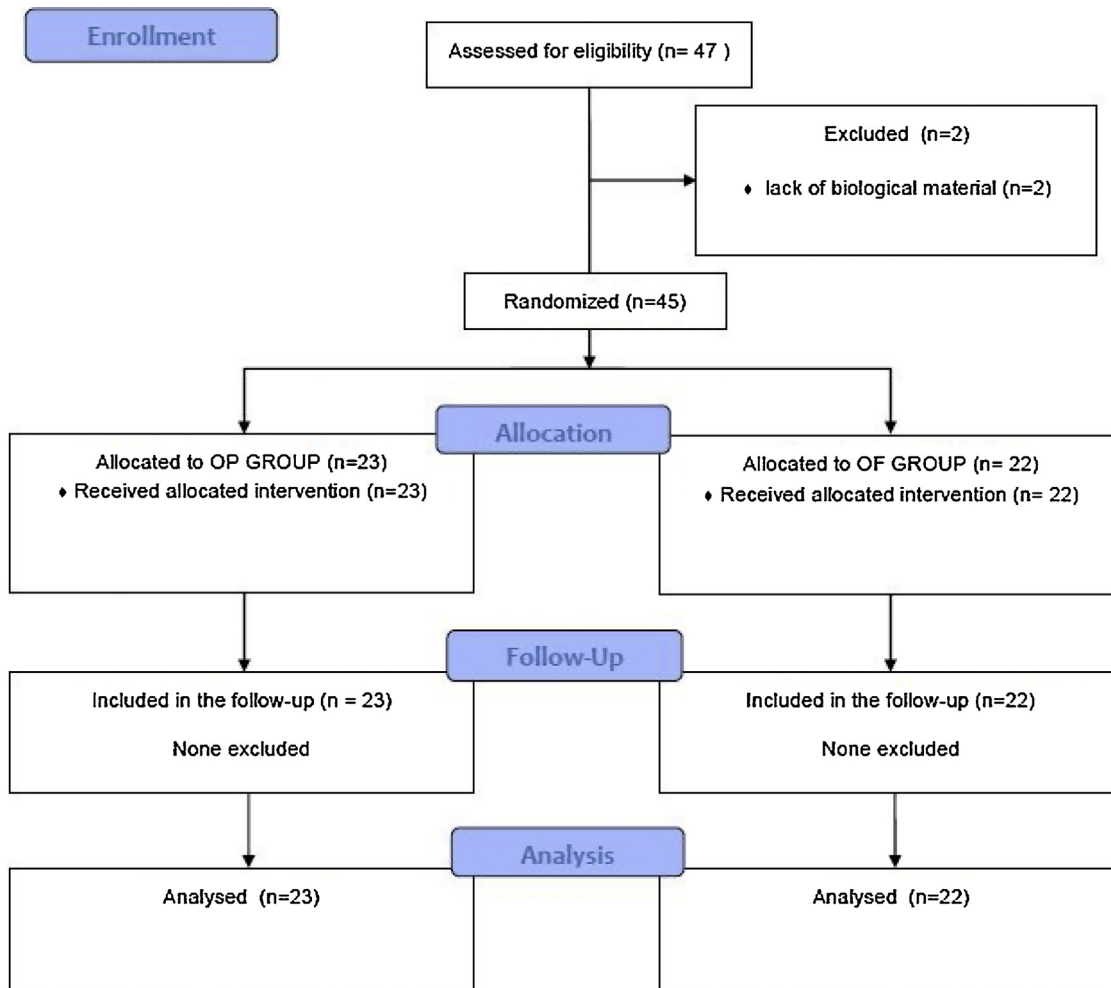 Enrollment
Assessed for eligibility (n= 47 )
Excluded (n=2)
♦ lack of biological material (n=2)
Randomized (n=45)
Allocation
Allocated to OP GROUP (n=23)
♦ Received allocated intervention (n=23)
Allocated to OF GROUP (n= 22)
♦ Received allocated intervention (n= 22)
Follow-Up
Included in the follow-up (n = 23)
None excluded
Included in the follow-up (n=22)
None excluded
Analysis
Analysed (n=23)
Analysed (n=22)